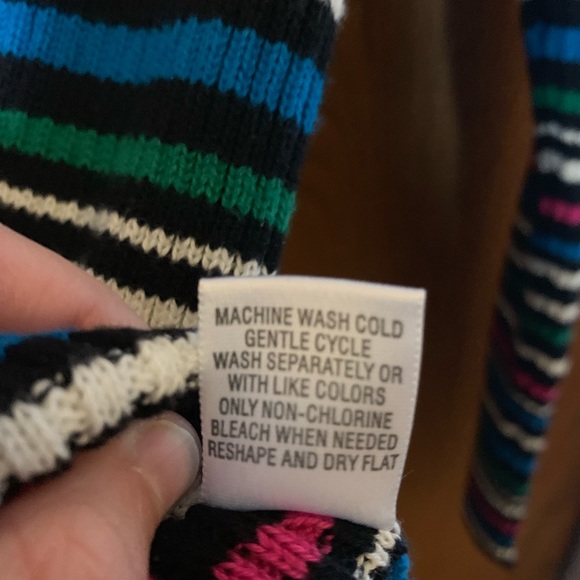 MACHINE WASH COLD
GENTLE CYCLE
WASH SEPARATELY OR
WITH LIKE COLORS
ONLY NON-CHLORINE
BLEACH WHEN NEEDED
RESHAPE AND DRY FLAT